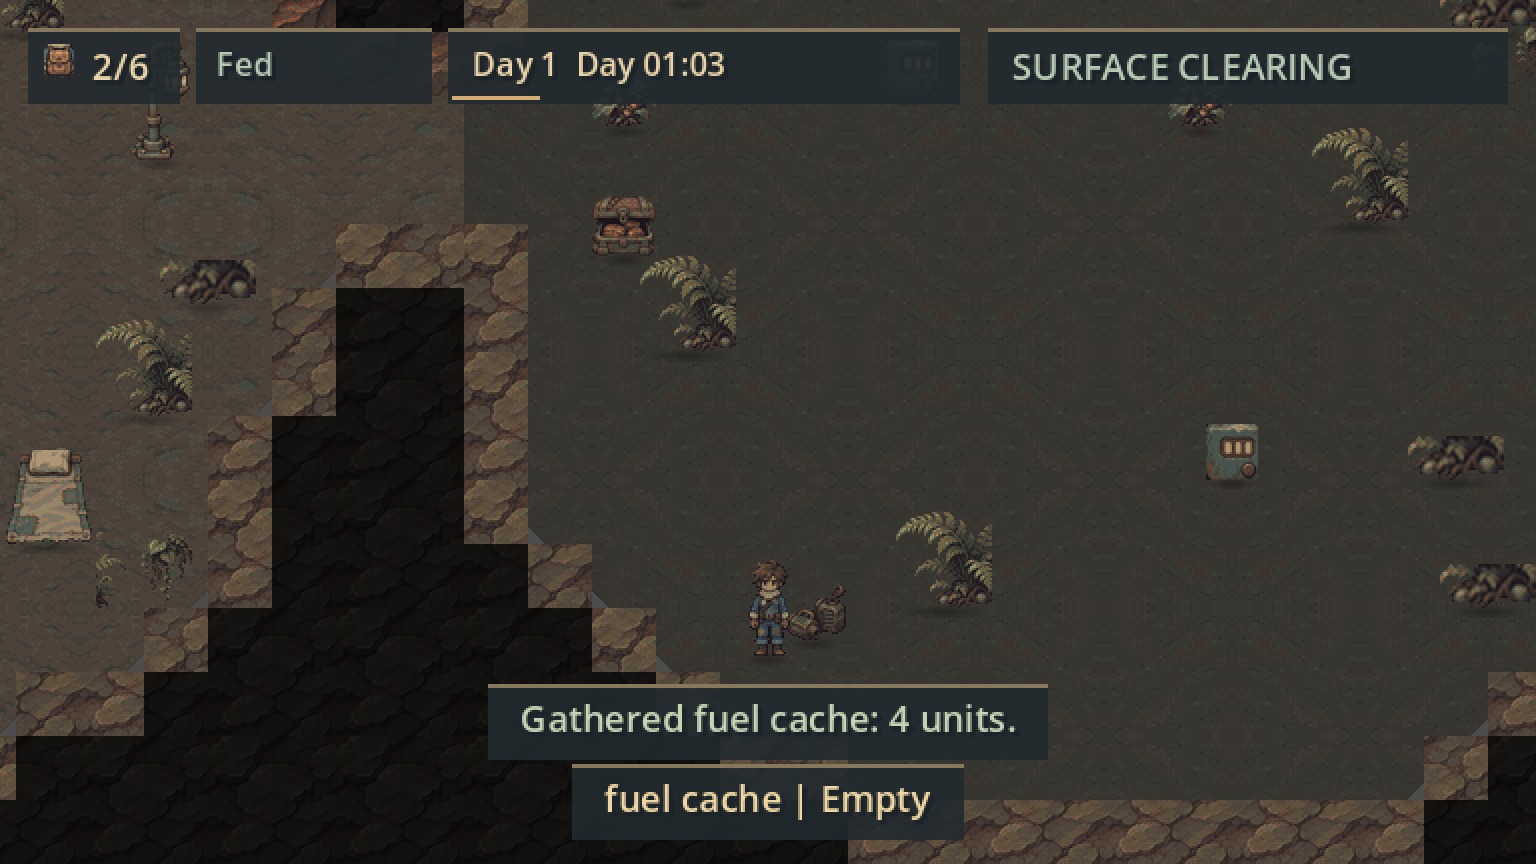 2/6
Fed
Day 1 Day 01:03
SURFACE CLEARING
Gathered fuel cache: 4 units.
fuel cache | Empty